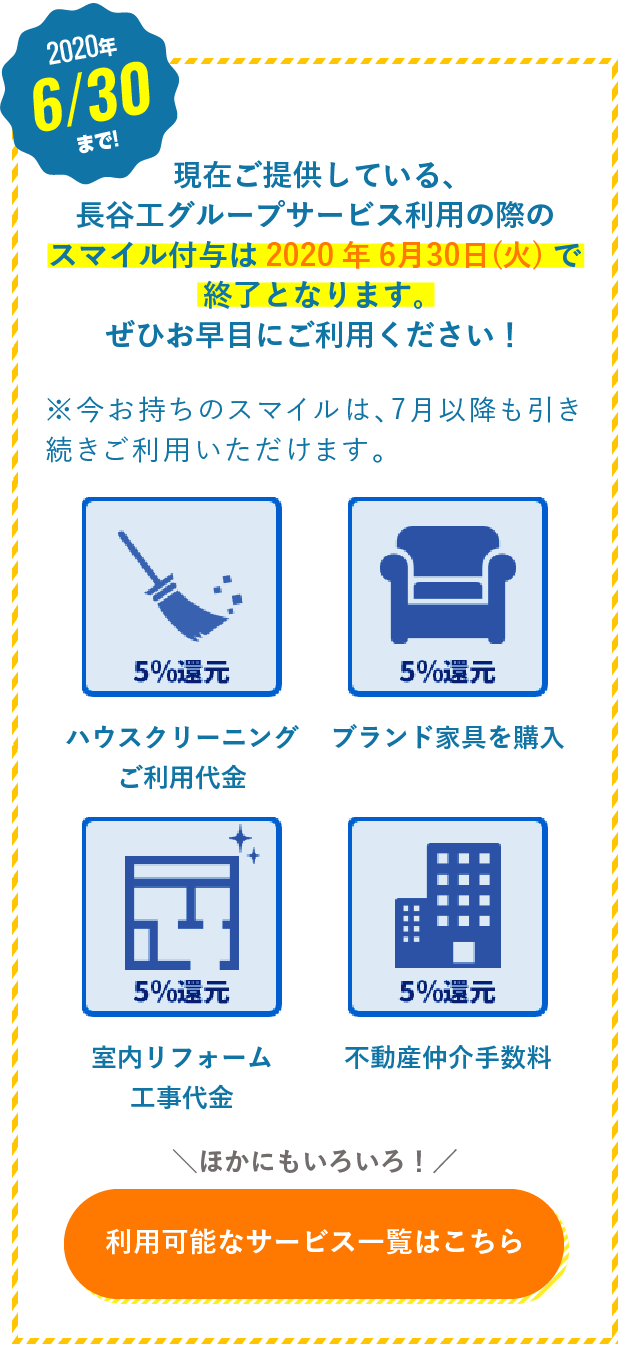 2020年
6/30
まで!
現在ご提供している、
長谷工グループサービス利用の際の
スマイル付与は 2020 年 6月30日(火) で
終了となります。
ぜひお早目にご利用ください！
※今お持ちのスマイルは、7月以降も引き
続きご利用いただけます。
5%還元
5%還元
ハウスクリーニング
ご利用代金
ブランド家具を購入
5%還元
5%還元
室内リフォーム
工事代金
不動産仲介手数料
＼ほかにもいろいろ！／
利用可能なサービス一覧はこちら